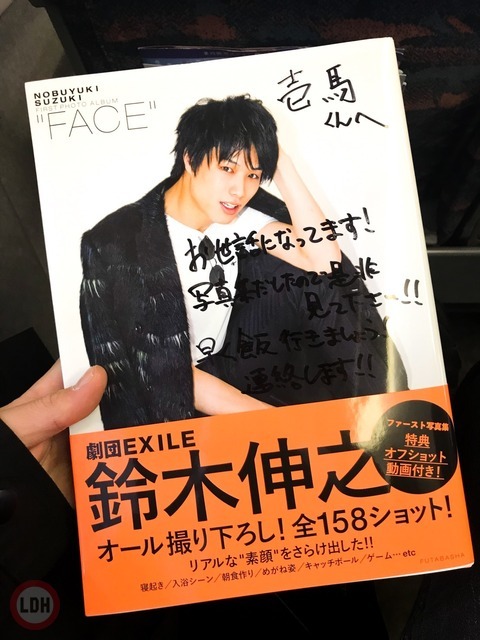 NOBUYUKI
SUZUKI
FIRST PHOTO ALBUM
"FACE"
壱馬
くんへ
お世話になってます!
写真集だしたので是非
見て下さい!!
早く飯行きましょう!
連絡します!!
ファースト写真集
特典
オフショット
動画付き!
劇団EXILE
鈴木伸之
オール撮り下ろし!全158ショット!
リアルな"素顔"をさらけ出した!!
寝起き/入浴シーン/朝食作り/めがね姿/キャッチボール/ゲーム…etc
FUTABASHA
LDH